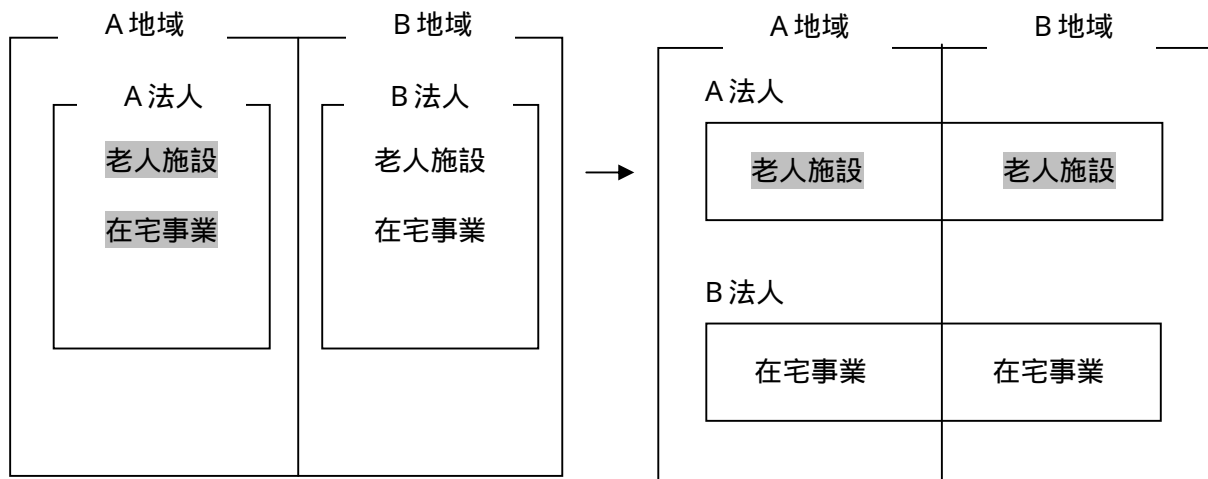 A地域
B地域
A法人
B法人
老人施設
老人施設
在宅事業
在宅事業
A地域
B地域
A法人
老人施設
老人施設
B法人
在宅事業
在宅事業